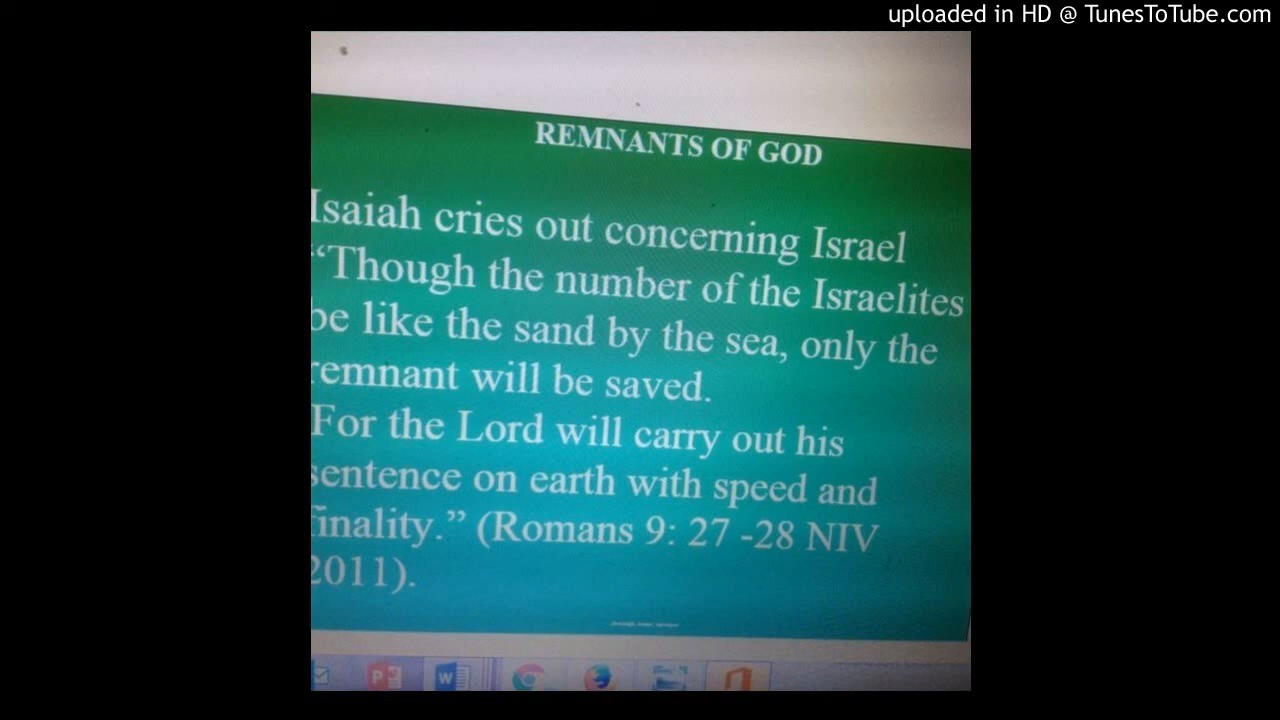 uploaded in HD @ TunesToTube.com
REMNANTS OF GOD
Isaiah cries out concerning Israel
“Though the number of the Israelites
be like the sand by the sea, only the
remnant will be saved.
For the Lord will carry out his
sentence on earth with speed and
finality.” (Romans 9: 27 -28 NIV
2011).